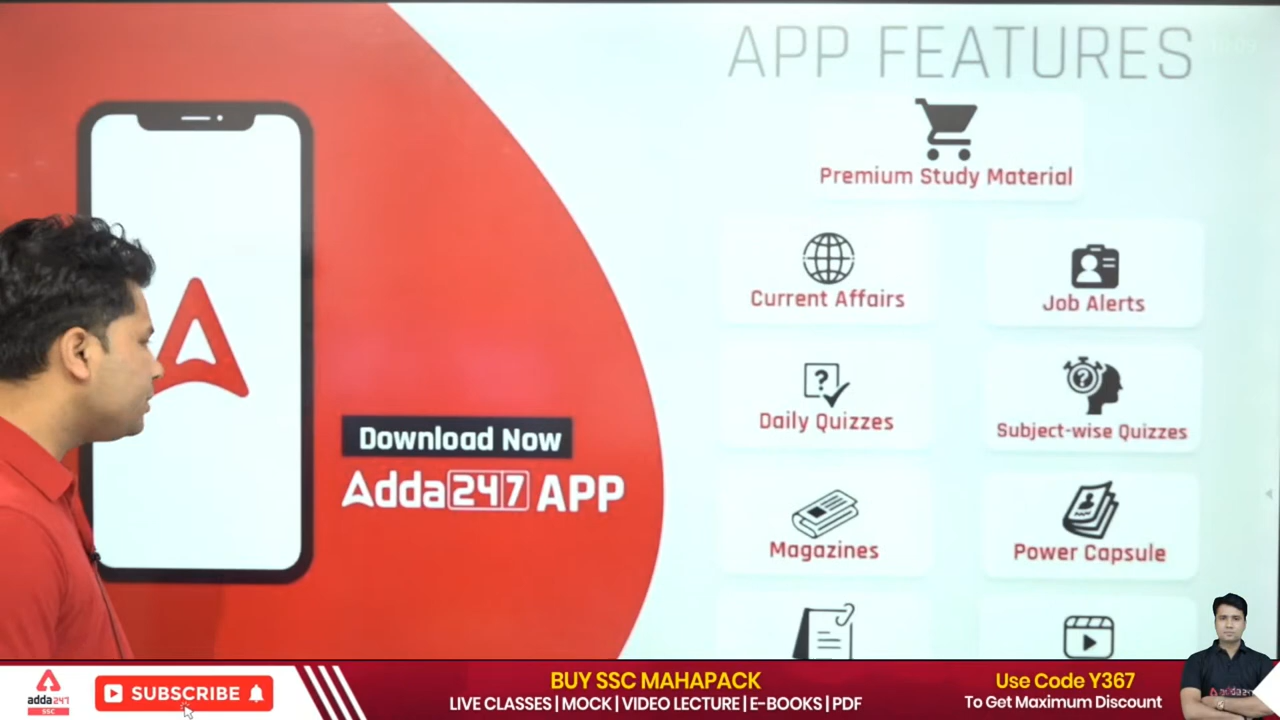 APP FEATURES
Premium Study Material
Current Affairs
Job Alerts
Daily Quizzes
Subject-wise Quizzes
Download Now
Adda247 APP
Magazines
Power Capsule
adda247
SSC
SUBSCRIBE
BUY SSC MAHAPACK
LIVE CLASSES | MOCK | VIDEO LECTURE | E-BOOKS | PDF
Use Code Y367
To Get Maximum Discount